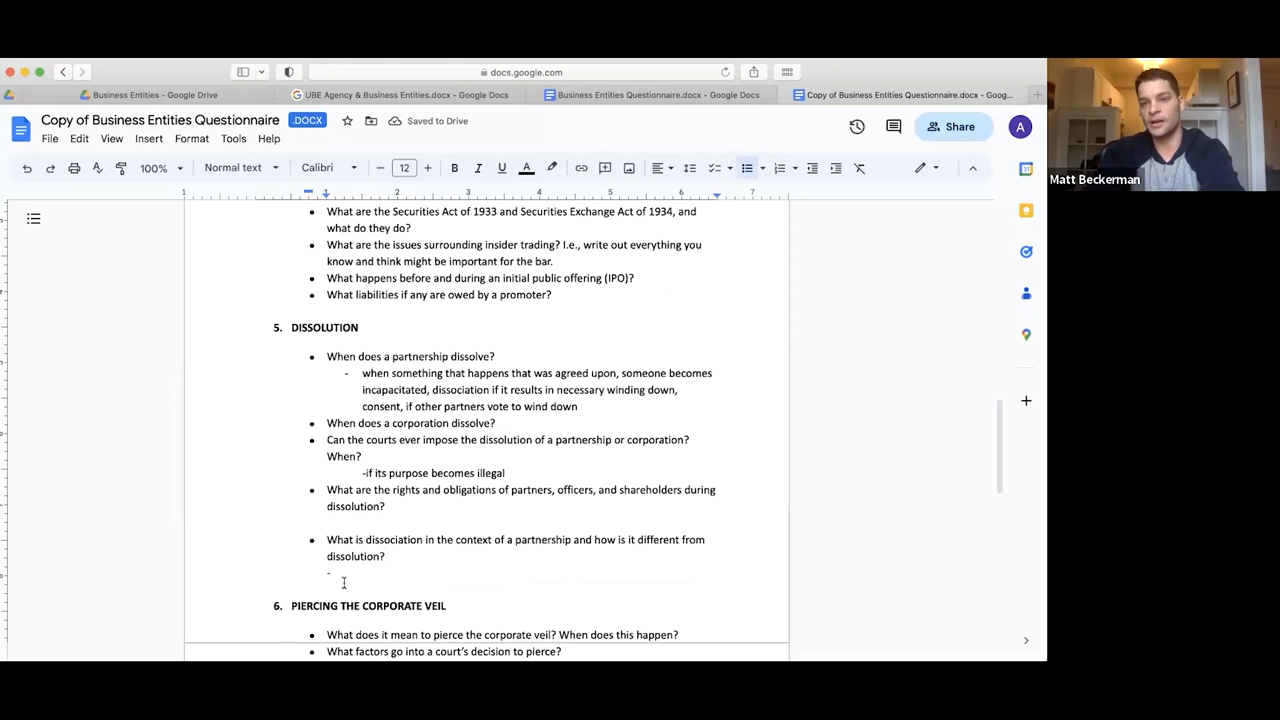 docs.google.com
Business Entities - Google Drive
UBE Agency & Business Entities.docx - Google Docs
Business Entities Questionnaire.docx - Google Docs
Copy of Business Entities Questionnaire.docx - Goog...
Copy of Business Entities Questionnaire .DOCX Saved to Drive
File Edit View Insert Format Tools Help
Share
A
100% Normal text Calibri 12 B I U A
1 1 2 3 4 5 6 7
Matt Beckerman
• What are the Securities Act of 1933 and Securities Exchange Act of 1934, and
what do they do?
• What are the issues surrounding insider trading? I.e., write out everything you
know and think might be important for the bar.
• What happens before and during an initial public offering (IPO)?
• What liabilities if any are owed by a promoter?
5. DISSOLUTION
• When does a partnership dissolve?
- when something that happens that was agreed upon, someone becomes
incapacitated, dissociation if it results in necessary winding down,
consent, if other partners vote to wind down
• When does a corporation dissolve?
• Can the courts ever impose the dissolution of a partnership or corporation?
When?
-if its purpose becomes illegal
• What are the rights and obligations of partners, officers, and shareholders during
dissolution?
• What is dissociation in the context of a partnership and how is it different from
dissolution?
-
6. PIERCING THE CORPORATE VEIL
• What does it mean to pierce the corporate veil? When does this happen?
• What factors go into a court's decision to pierce?